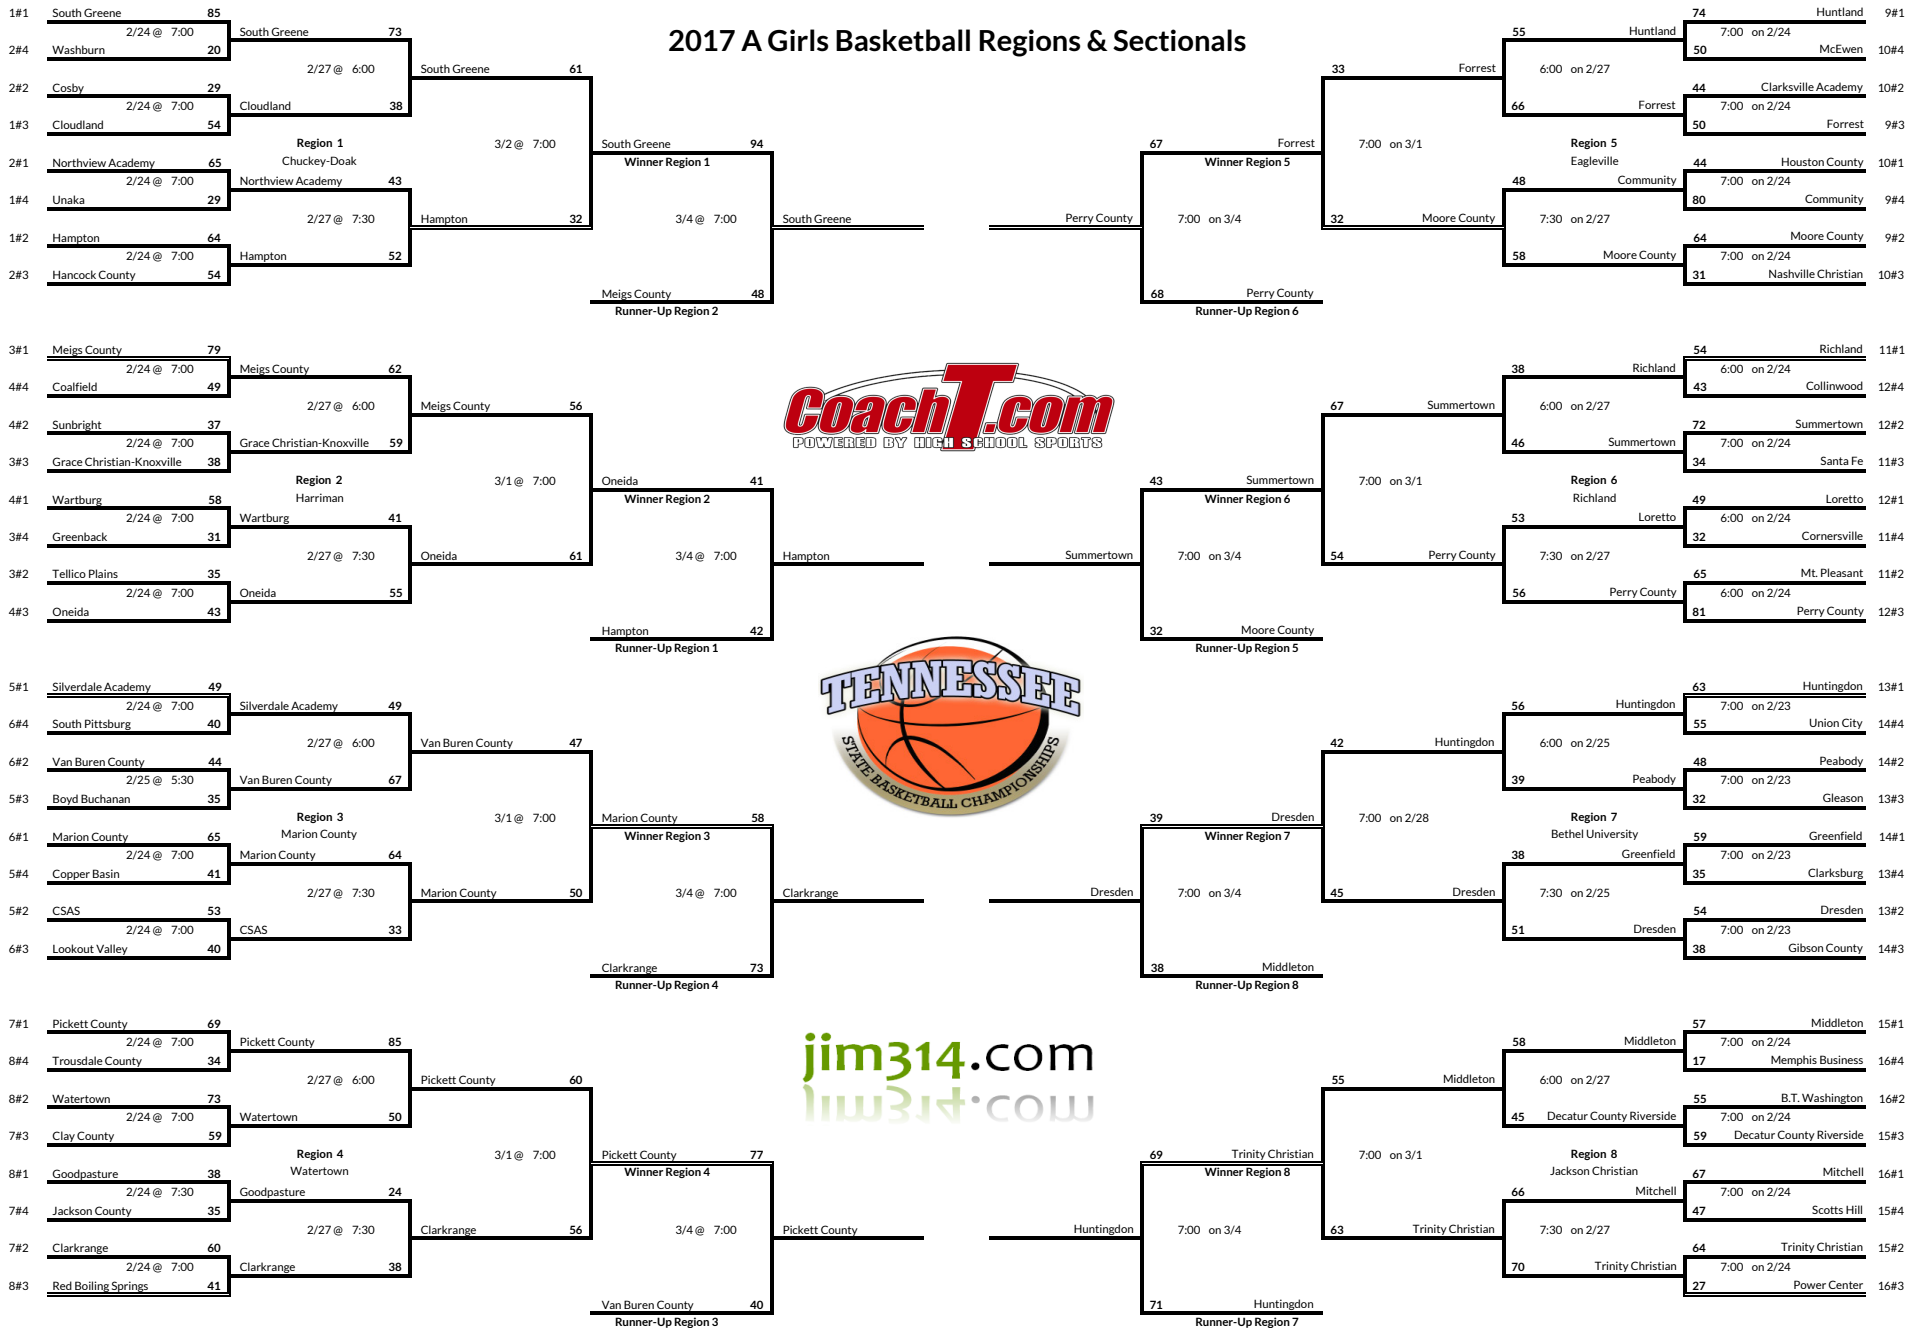 2017 A Girls Basketball Regions & Sectionals
1#1 South Greene 85
2/24 @ 7:00
2#4 Washburn 20
South Greene 73
2/27 @ 6:00
2#2 Cosby 29
2/24 @ 7:00
1#3 Cloudland 54
Cloudland 38
South Greene 61
Region 1
Chuckey-Doak
3/2 @ 7:00
2#1 Northview Academy 65
2/24 @ 7:00
1#4 Unaka 29
Northview Academy 43
2/27 @ 7:30
1#2 Hampton 64
2/24 @ 7:00
2#3 Hancock County 54
Hampton 52
Hampton 32
South Greene 94
Winner Region 1
3/4 @ 7:00
South Greene
Meigs County 48
Runner-Up Region 2
3#1 Meigs County 79
2/24 @ 7:00
4#4 Coalfield 49
Meigs County 62
2/27 @ 6:00
4#2 Sunbright 37
2/24 @ 7:00
3#3 Grace Christian-Knoxville 38
Grace Christian-Knoxville 59
Meigs County 56
Region 2
Harriman
3/1 @ 7:00
4#1 Wartburg 58
2/24 @ 7:00
3#4 Greenback 31
Wartburg 41
2/27 @ 7:30
3#2 Tellico Plains 35
2/24 @ 7:00
4#3 Oneida 43
Oneida 55
Oneida 61
Oneida 41
Winner Region 2
3/4 @ 7:00
Hampton
Hampton 42
Runner-Up Region 1
5#1 Silverdale Academy 49
2/24 @ 7:00
6#4 South Pittsburg 40
Silverdale Academy 49
2/27 @ 6:00
6#2 Van Buren County 44
2/25 @ 5:30
5#3 Boyd Buchanan 35
Van Buren County 67
Van Buren County 47
Region 3
Marion County
3/1 @ 7:00
6#1 Marion County 65
2/24 @ 7:00
5#4 Copper Basin 41
Marion County 64
2/27 @ 7:30
5#2 CSAS 53
2/24 @ 7:00
6#3 Lookout Valley 40
CSAS 33
Marion County 50
Marion County 58
Winner Region 3
3/4 @ 7:00
Clarkrange
Clarkrange 73
Runner-Up Region 4
7#1 Pickett County 69
2/24 @ 7:00
8#4 Trousdale County 34
Pickett County 85
2/27 @ 6:00
8#2 Watertown 73
2/24 @ 7:00
7#3 Clay County 59
Watertown 50
Pickett County 60
Region 4
Watertown
3/1 @ 7:00
8#1 Goodpasture 38
2/24 @ 7:30
7#4 Jackson County 35
Goodpasture 24
2/27 @ 7:30
7#2 Clarkrange 60
2/24 @ 7:00
8#3 Red Boiling Springs 41
Clarkrange 38
Clarkrange 56
Pickett County 77
Winner Region 4
3/4 @ 7:00
Pickett County
Van Buren County 40
Runner-Up Region 3
CoachT.com
POWERED BY HIGH SCHOOL SPORTS
TENNESSEE
STATE BASKETBALL CHAMPIONSHIPS
jim314.com
74 Huntland 9#1
7:00 on 2/24
50 McEwen 10#4
55 Huntland
6:00 on 2/27
44 Clarksville Academy 10#2
7:00 on 2/24
50 Forrest 9#3
66 Forrest
33 Forrest
Region 5
Eagleville
7:00 on 3/1
44 Houston County 10#1
7:00 on 2/24
80 Community 9#4
48 Community
7:30 on 2/27
64 Moore County 9#2
7:00 on 2/24
31 Nashville Christian 10#3
58 Moore County
32 Moore County
67 Forrest
Winner Region 5
7:00 on 3/4
Perry County
68 Perry County
Runner-Up Region 6
54 Richland 11#1
6:00 on 2/24
43 Collinwood 12#4
38 Richland
6:00 on 2/27
72 Summertown 12#2
7:00 on 2/24
34 Santa Fe 11#3
46 Summertown
67 Summertown
Region 6
Richland
7:00 on 3/1
49 Loretto 12#1
6:00 on 2/24
32 Cornersville 11#4
53 Loretto
7:30 on 2/27
65 Mt. Pleasant 11#2
6:00 on 2/24
81 Perry County 12#3
56 Perry County
54 Perry County
43 Summertown
Winner Region 6
7:00 on 3/4
Summertown
32 Moore County
Runner-Up Region 5
63 Huntingdon 13#1
7:00 on 2/23
55 Union City 14#4
56 Huntingdon
6:00 on 2/25
48 Peabody 14#2
7:00 on 2/23
32 Gleason 13#3
39 Peabody
42 Huntingdon
Region 7
Bethel University
7:00 on 2/28
59 Greenfield 14#1
7:00 on 2/23
35 Clarksburg 13#4
38 Greenfield
7:30 on 2/25
54 Dresden 13#2
7:00 on 2/23
38 Gibson County 14#3
51 Dresden
45 Dresden
39 Dresden
Winner Region 7
7:00 on 3/4
Dresden
38 Middleton
Runner-Up Region 8
57 Middleton 15#1
7:00 on 2/24
17 Memphis Business 16#4
58 Middleton
6:00 on 2/27
55 B.T. Washington 16#2
7:00 on 2/24
59 Decatur County Riverside 15#3
45 Decatur County Riverside
55 Middleton
Region 8
Jackson Christian
7:00 on 3/1
67 Mitchell 16#1
7:00 on 2/24
47 Scotts Hill 15#4
66 Mitchell
7:30 on 2/27
64 Trinity Christian 15#2
7:00 on 2/24
27 Power Center 16#3
70 Trinity Christian
63 Trinity Christian
69 Trinity Christian
Winner Region 8
7:00 on 3/4
Huntingdon
71 Huntingdon
Runner-Up Region 7